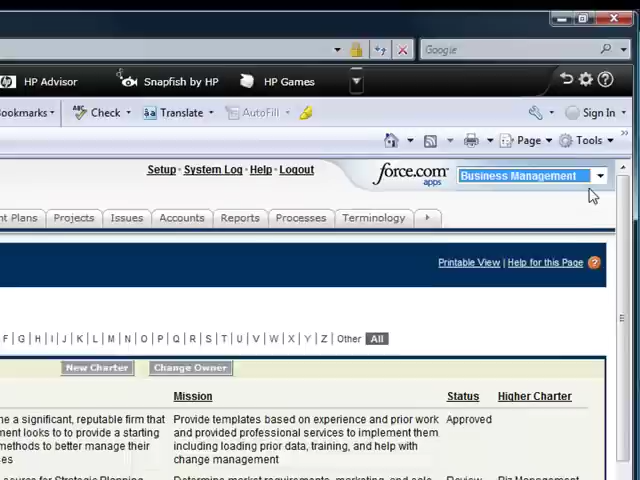 Google
HP Advisor Snapfish by HP HP Games
Bookmarks Check Translate AutoFill Sign In
Page Tools
Setup System Log Help Logout force.com apps Business Management
nt Plans Projects Issues Accounts Reports Processes Terminology
Printable View | Help for this Page ?
F | G | H | I | J | K | L | M | N | O | P | Q | R | S | T | U | V | W | X | Y | Z | Other All
New Charter Change Owner
Mission Status Higher Charter
ne a significant, reputable firm that Provide templates based on experience and prior work Approved
ment looks to to provide a starting and provided professional services to implement them
methods to better manage their including loading prior data, training, and help with
ses change management